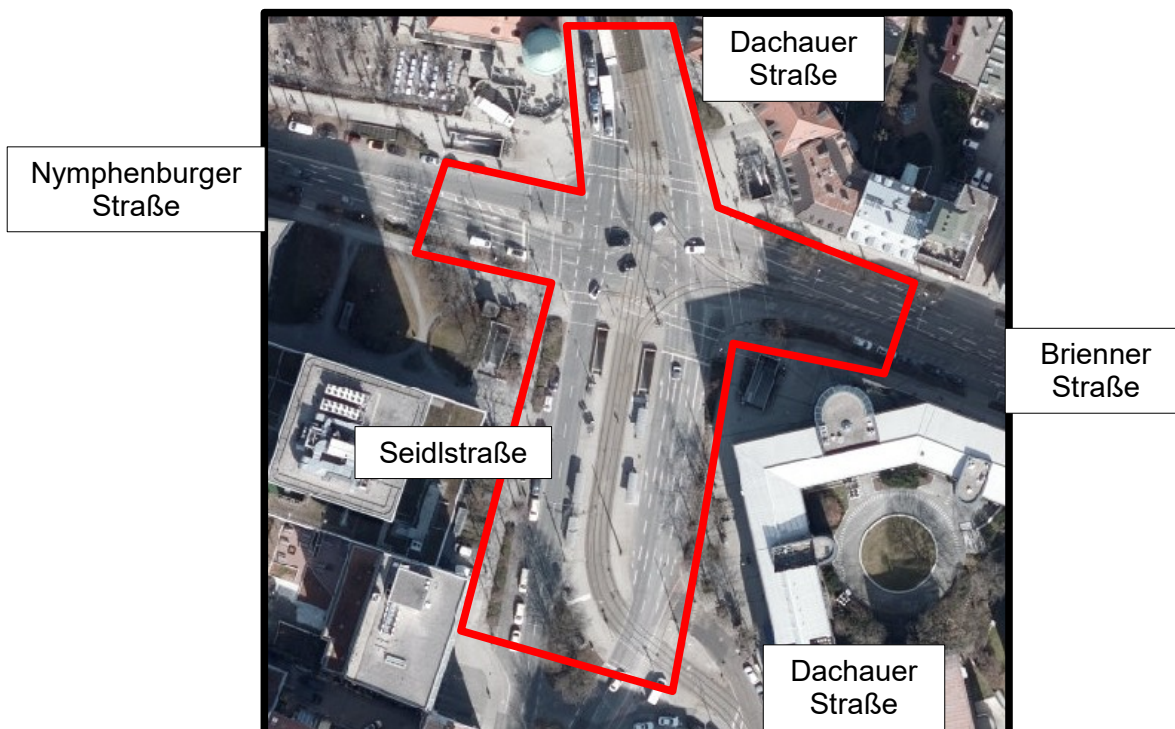 Dachauer
Straße
Nymphenburger
Straße
Brienner
Straße
Seidlstraße
Dachauer
Straße